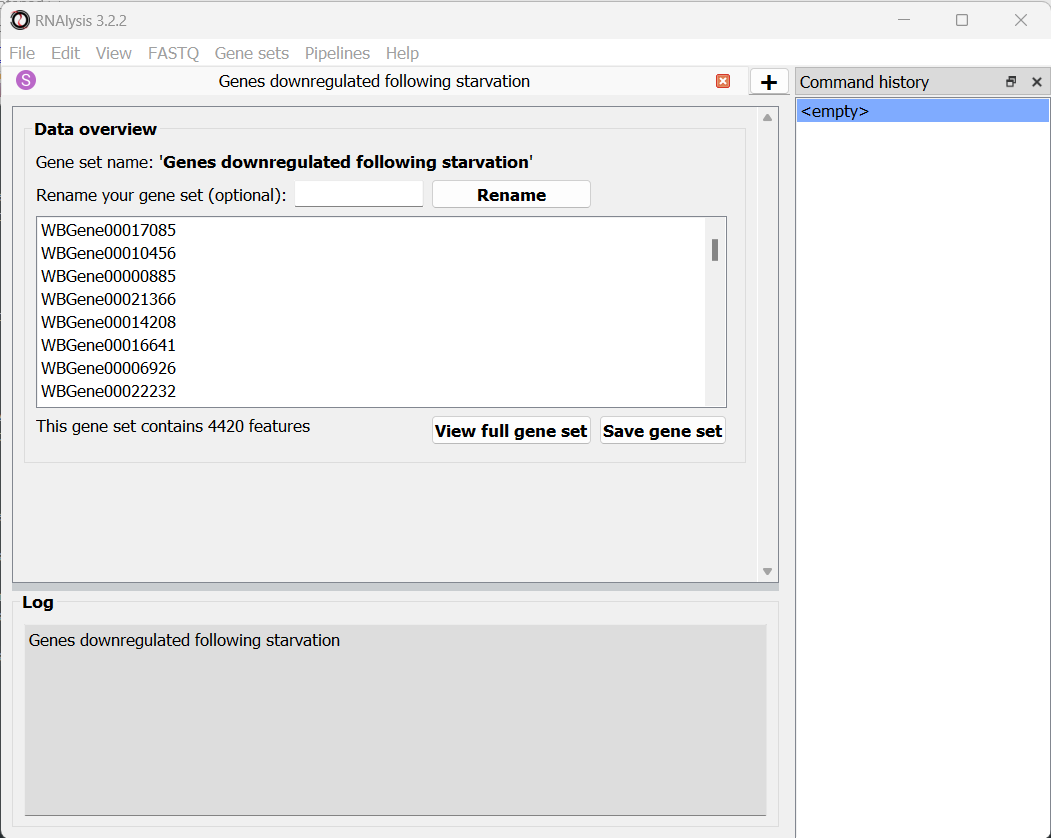 RNAlysis 3.2.2
File Edit View FASTQ Gene sets Pipelines Help
S Genes downregulated following starvation
Command history
<empty>
Data overview
Gene set name: 'Genes downregulated following starvation'
Rename your gene set (optional): Rename
WBGene00017085
WBGene00010456
WBGene00000885
WBGene00021366
WBGene00014208
WBGene00016641
WBGene00006926
WBGene00022232
This gene set contains 4420 features
View full gene set Save gene set
Log
Genes downregulated following starvation